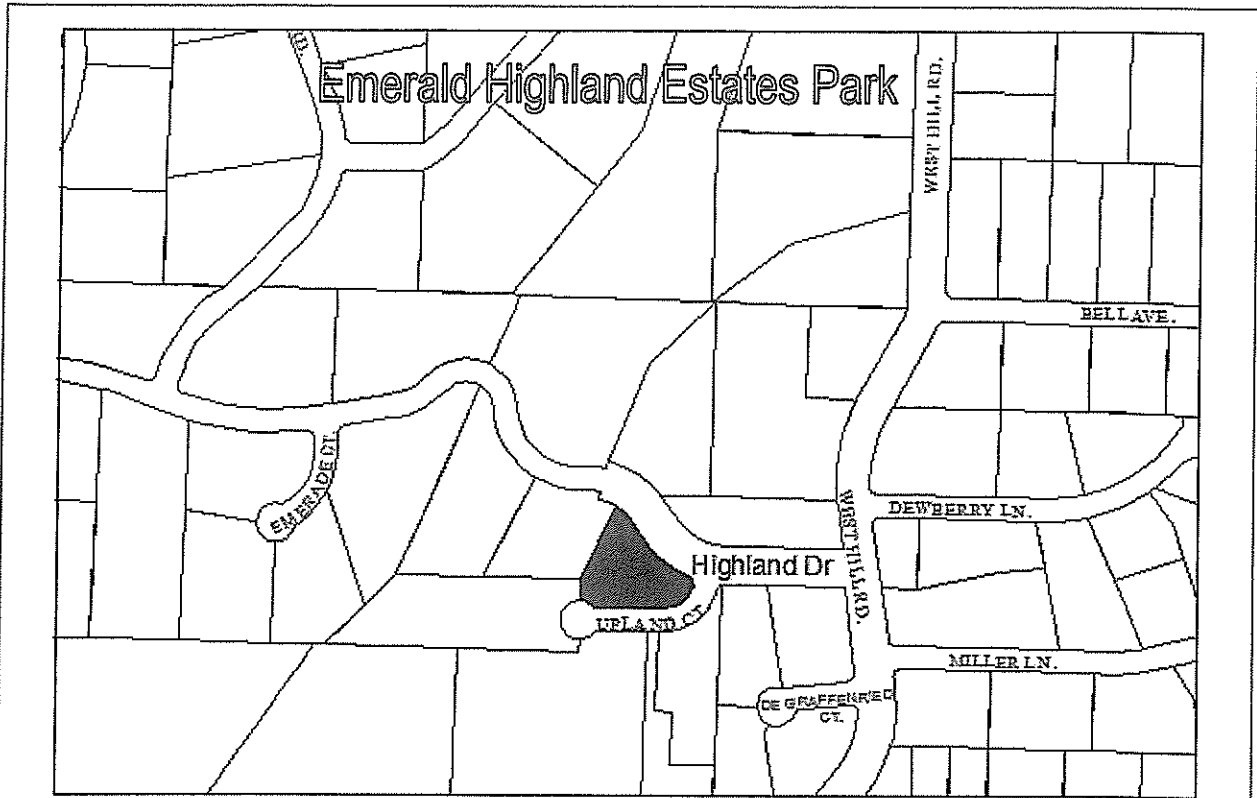 Emerald Highland Estates Park
RD.
WEST HILL RD.
BELL AVE.
EMERADE CT.
WEST HILL RD.
DEWBERRY LN.
Highland Dr
UPLAND CT.
MILLER LN.
DE GRAFFENRIED
CT.